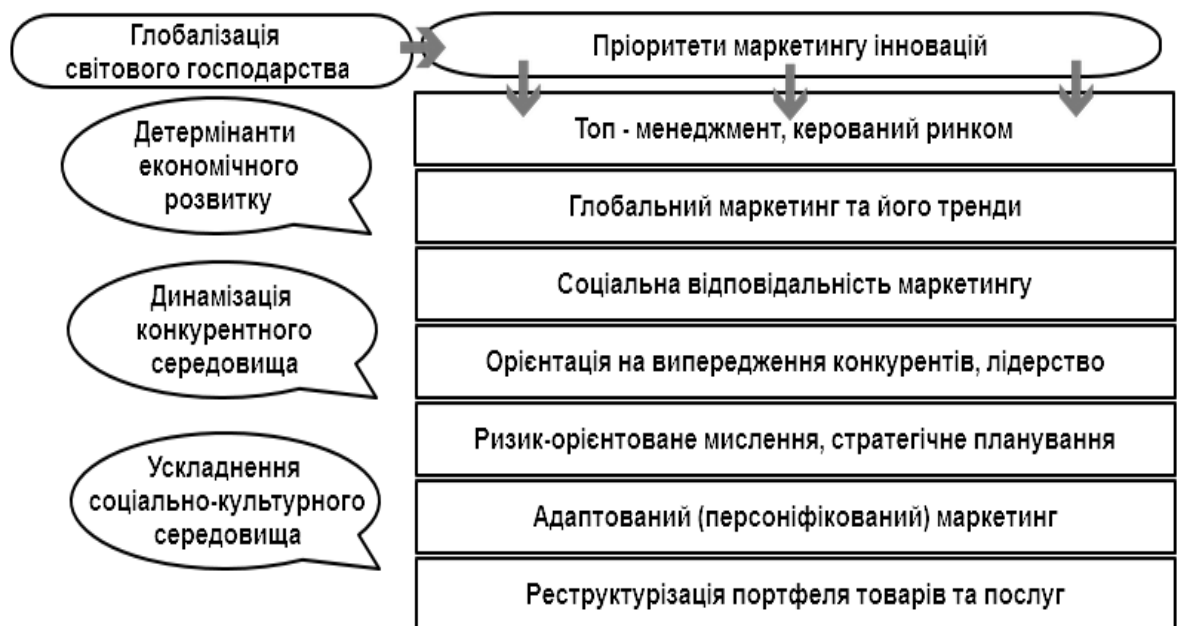 Глобалізація
світового господарства
Пріоритети маркетингу інновацій
Детермінанти
економічного
розвитку
Динамізація
конкурентного
середовища
Ускладнення
соціально-культурного
середовища
Топ - менеджмент, керований ринком
Глобальний маркетинг та його тренди
Соціальна відповідальність маркетингу
Орієнтація на випередження конкурентів, лідерство
Ризик-орієнтоване мислення, стратегічне планування
Адаптований (персоніфікований) маркетинг
Реструктурізація портфеля товарів та послуг